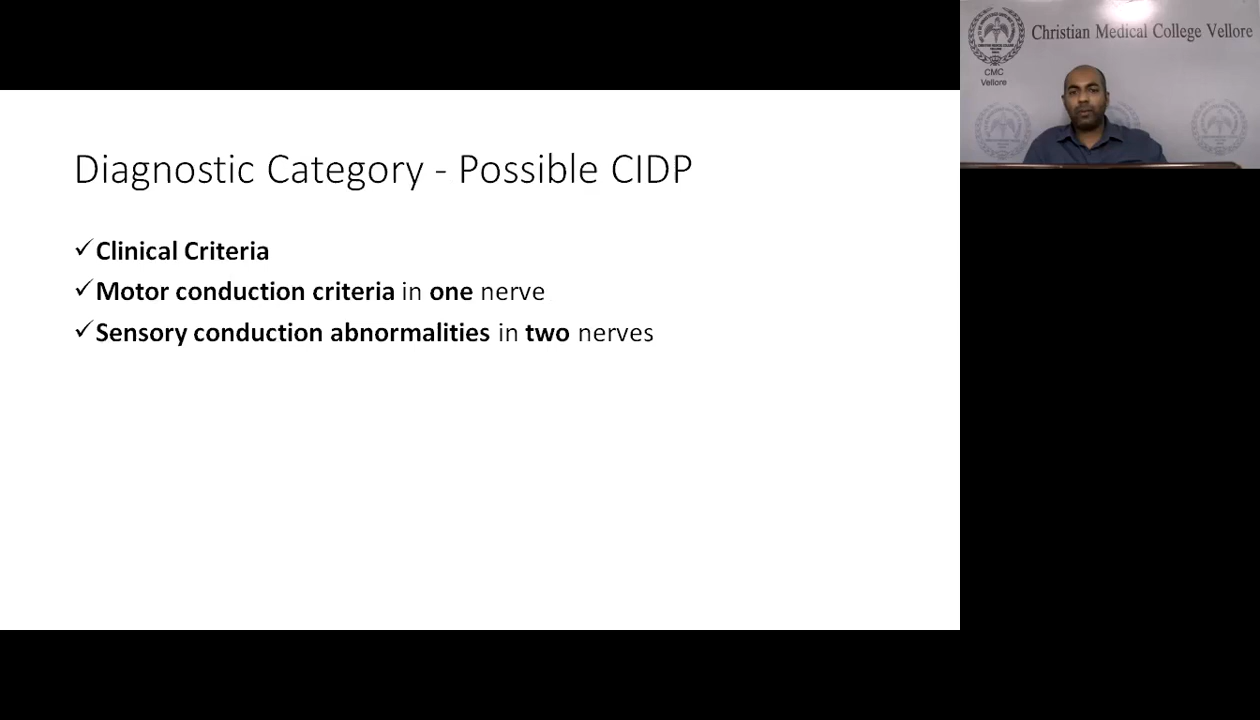 Christian Medical College Vellore
CMC
Vellore
Diagnostic Category - Possible CIDP
✓Clinical Criteria
✓Motor conduction criteria in one nerve
✓Sensory conduction abnormalities in two nerves